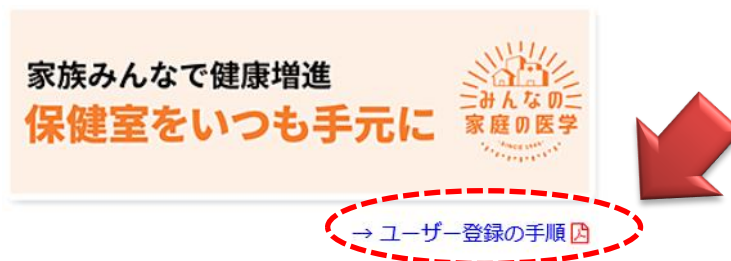 家族みんなで健康増進
保健室をいつも手元に
みんなの
家庭の医学
SINCE 1969
→ ユーザー登録の手順